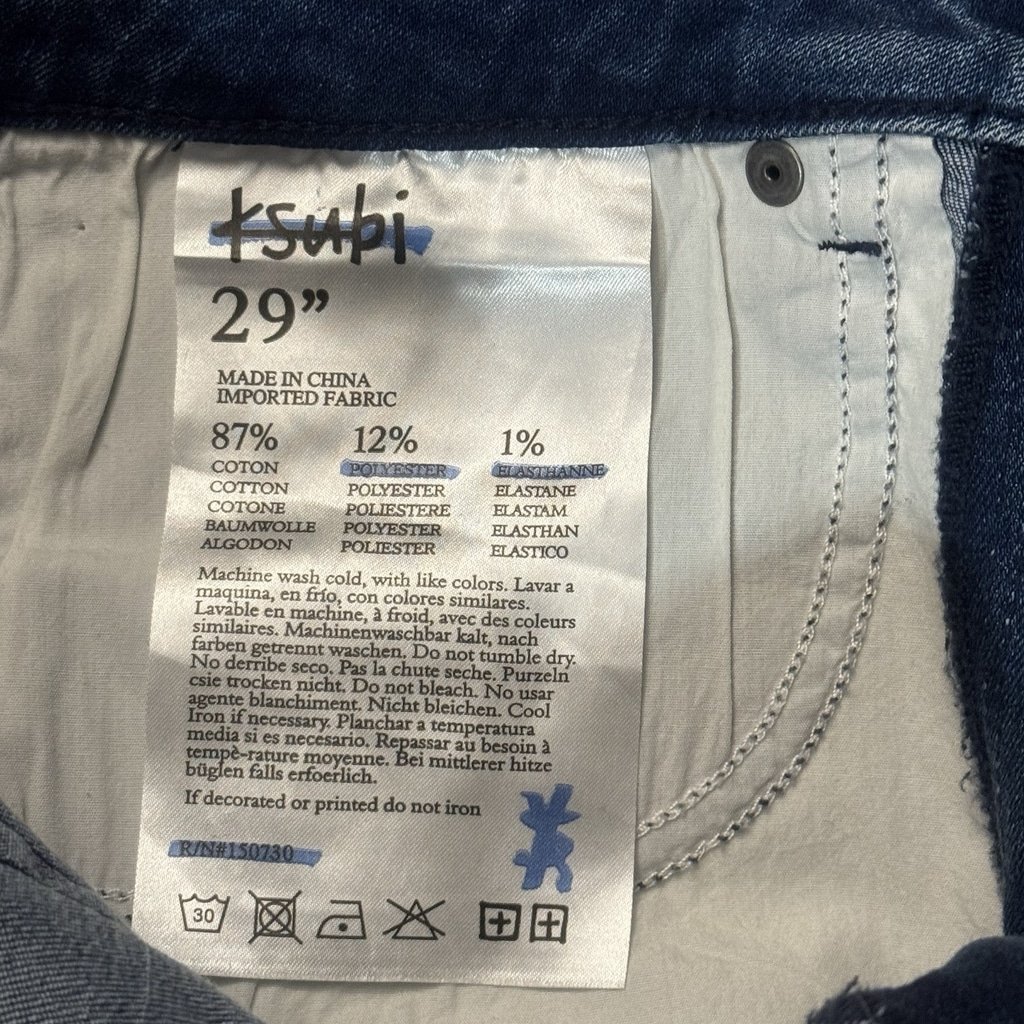 ksubi
29”
MADE IN CHINA
IMPORTED FABRIC
87% 12% 1%
COTON POLYESTER ELASTHANNE
COTTON POLYESTER ELASTANE
COTONE POLIESTERE ELASTAM
BAUMWOLLE POLYESTER ELASTHAN
ALGODON POLIESTER ELASTICO
Machine wash cold, with like colors. Lavar a
maquina, en frío, con colores similares.
Lavable en machine, à froid, avec des couleurs
similaires. Machinenwaschbar kalt, nach
farben getrennt waschen. Do not tumble dry.
No derribe seco. Pas la chute seche. Purzeln
csie trocken nicht. Do not bleach. No usar
agente blanchiment. Nicht bleichen. Cool
Iron if necessary. Planchar a temperatura
media si es necesario. Repassar au besoin à
tempè-rature moyenne. Bei mittlerer hitze
büglen falls erfoerlich.
If decorated or printed do not iron
R/N#150730
30